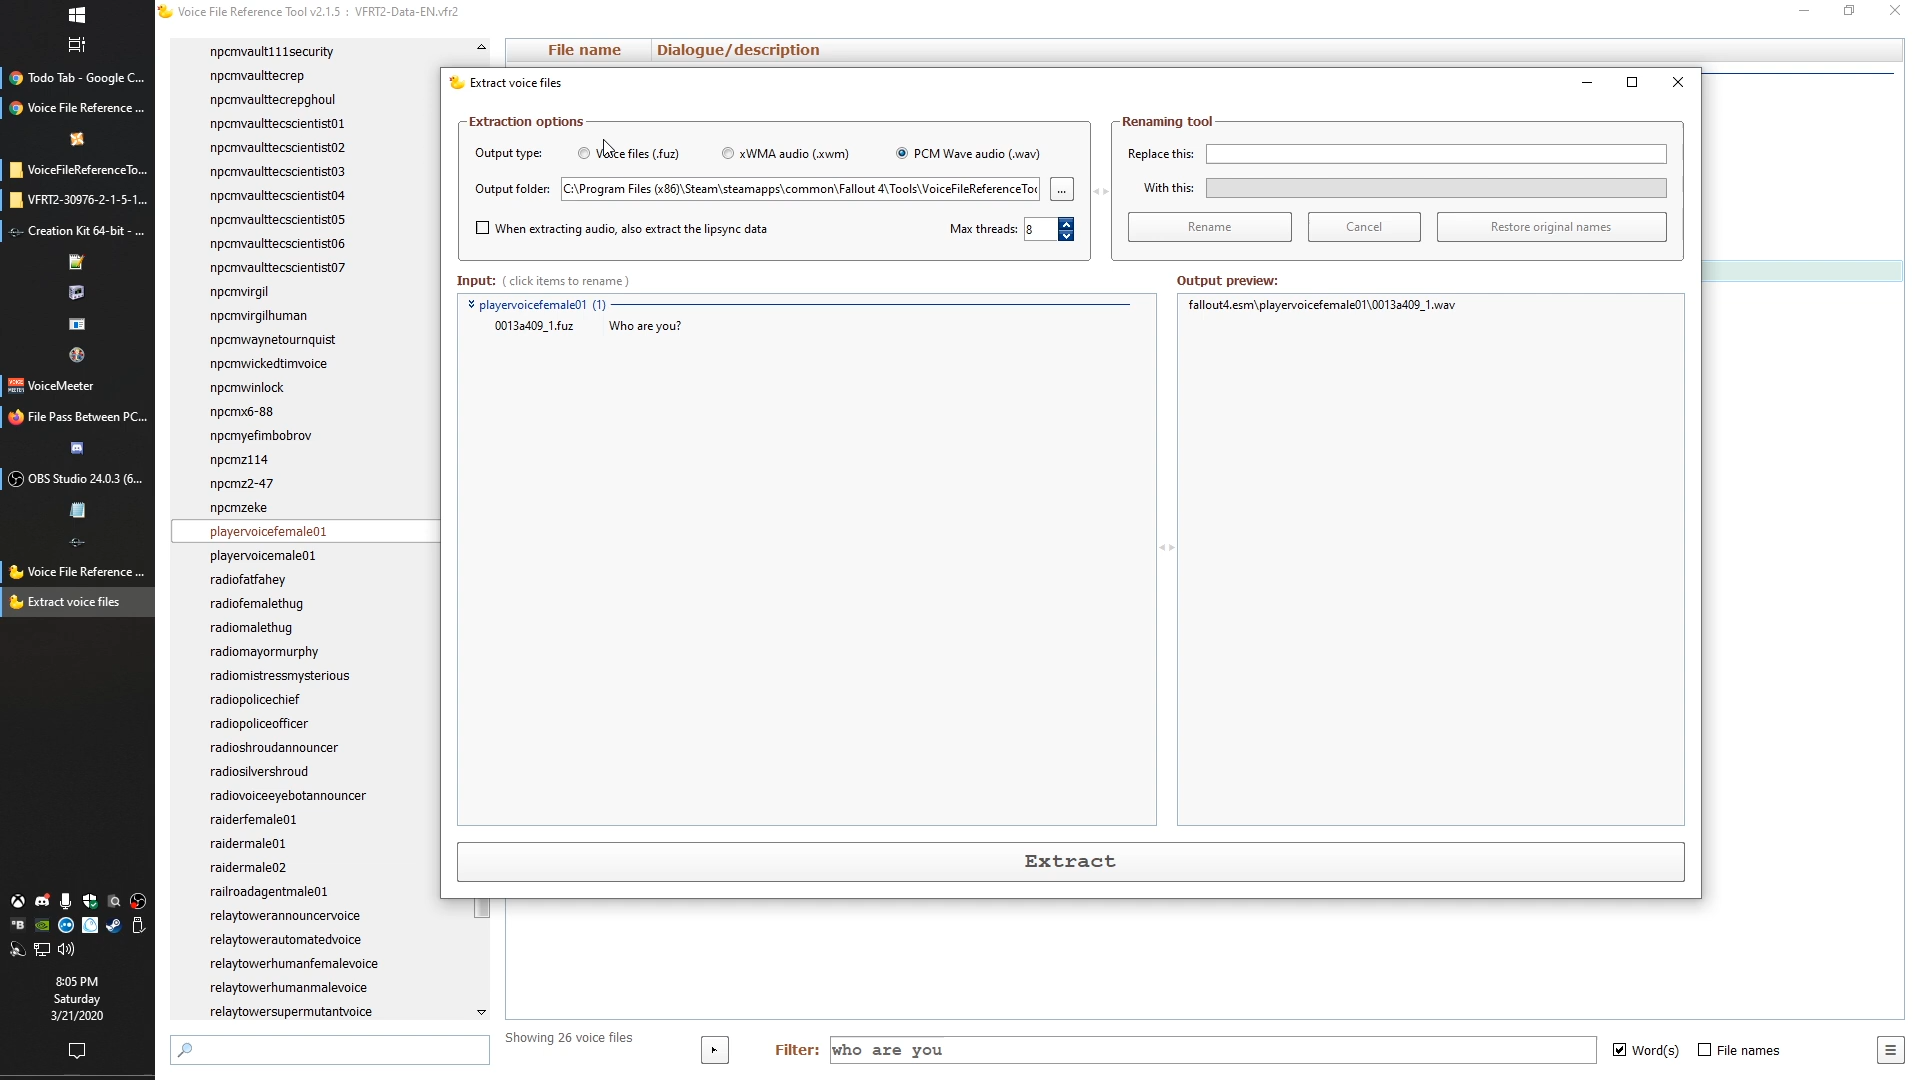 Voice File Reference Tool v2.1.5 : VFRT2-Data-EN.vfr2
Todo Tab - Google C...
Voice File Reference ...
VoiceFileReferenceTo...
VFRT2-30976-2-1-5-1...
Creation Kit 64-bit - ...
VoiceMeeter
File Pass Between PC...
OBS Studio 24.0.3 (6...
Voice File Reference ...
Extract voice files
8:05 PM
Saturday
3/21/2020
npcmvault111security
npcmvaulttecrep
npcmvaulttecrepghoul
npcmvaulttecscientist01
npcmvaulttecscientist02
npcmvaulttecscientist03
npcmvaulttecscientist04
npcmvaulttecscientist05
npcmvaulttecscientist06
npcmvaulttecscientist07
npcmvirgil
npcmvirgilhuman
npcmwaynetournquist
npcmwickedtimvoice
npcmwinlock
npcmx6-88
npcmyefimbobrov
npcmz114
npcmz2-47
npcmzeke
playervoicefemale01
playervoicemale01
radiofatfahey
radiofemalethug
radiomalethug
radiomayormurphy
radiomistressmysterious
radiopolicechief
radiopoliceofficer
radioshroudannouncer
radiosilvershroud
radiovoiceeyebotannouncer
raiderfemale01
raidermale01
raidermale02
railroadagentmale01
relaytowerannouncervoice
relaytowerautomatedvoice
relaytowerhumanfemalevoice
relaytowerhumanmalevoice
relaytowersupermutantvoice
File name Dialogue/description
Extract voice files
Extraction options
Output type: Voice files (.fuz) xWMA audio (.xwm) PCM Wave audio (.wav)
Output folder: C:\Program Files (x86)\Steam\steamapps\common\Fallout 4\Tools\VoiceFileReferenceToo ...
When extracting audio, also extract the lipsync data Max threads: 8
Renaming tool
Replace this:
With this:
Rename Cancel Restore original names
Input: ( click items to rename )
playervoicefemale01 (1)
0013a409_1.fuz Who are you?
Output preview:
fallout4.esm\playervoicefemale01\0013a409_1.wav
Extract
Showing 26 voice files
Filter: who are you
Word(s) File names